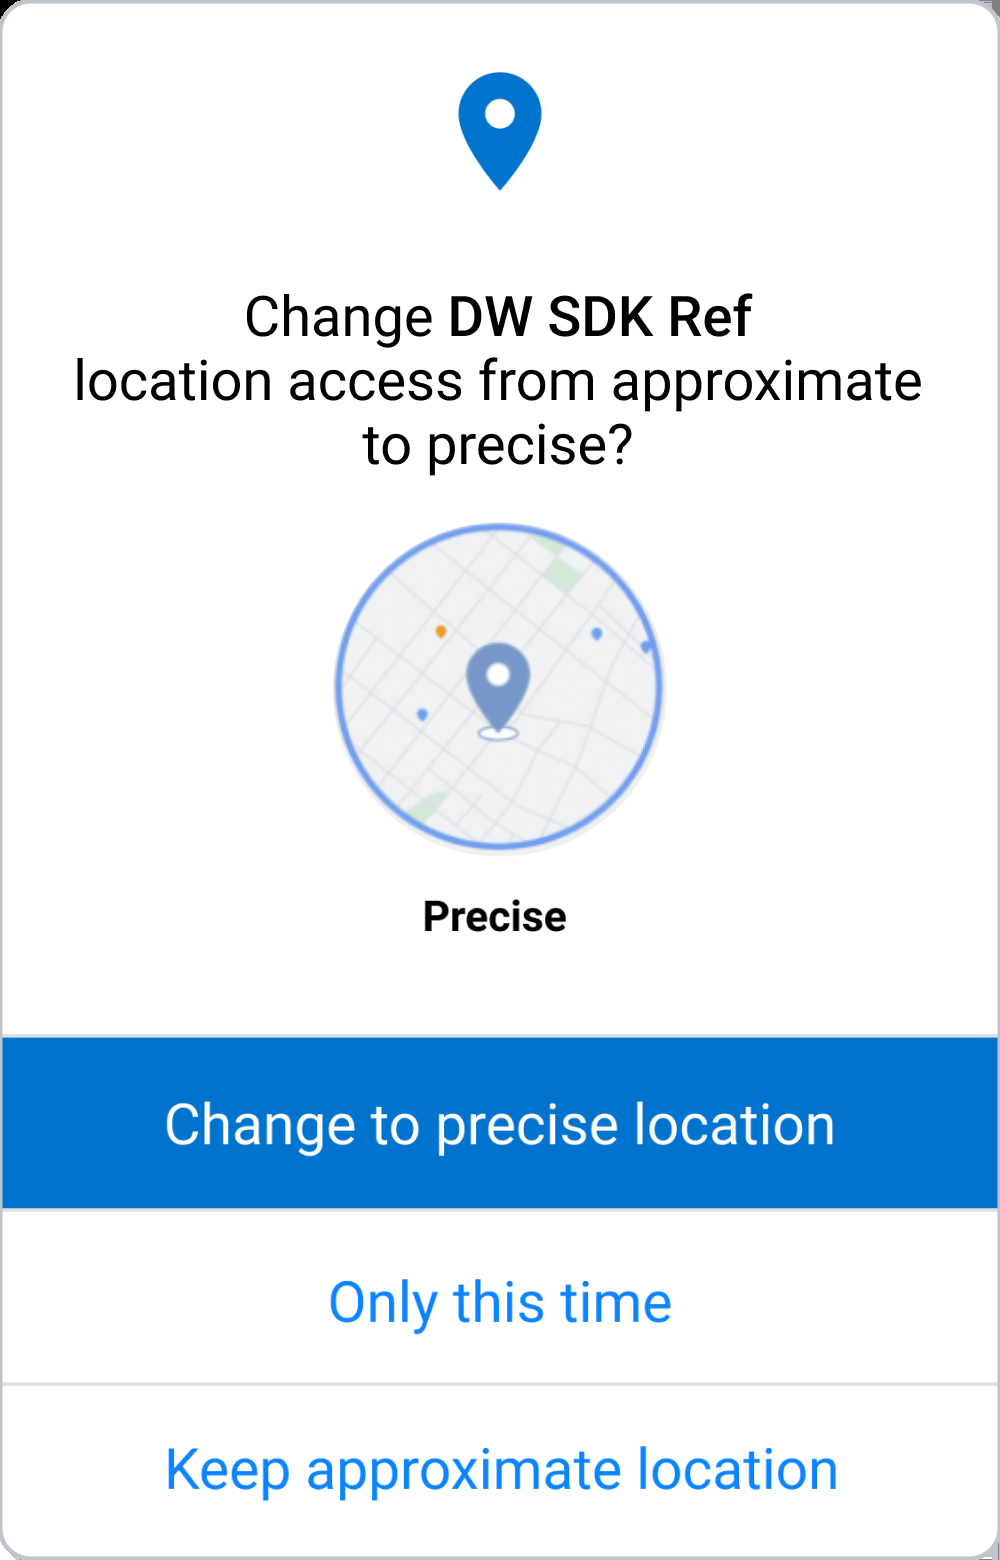 Change DW SDK Ref
location access from approximate
to precise?
Precise
Change to precise location
Only this time
Keep approximate location